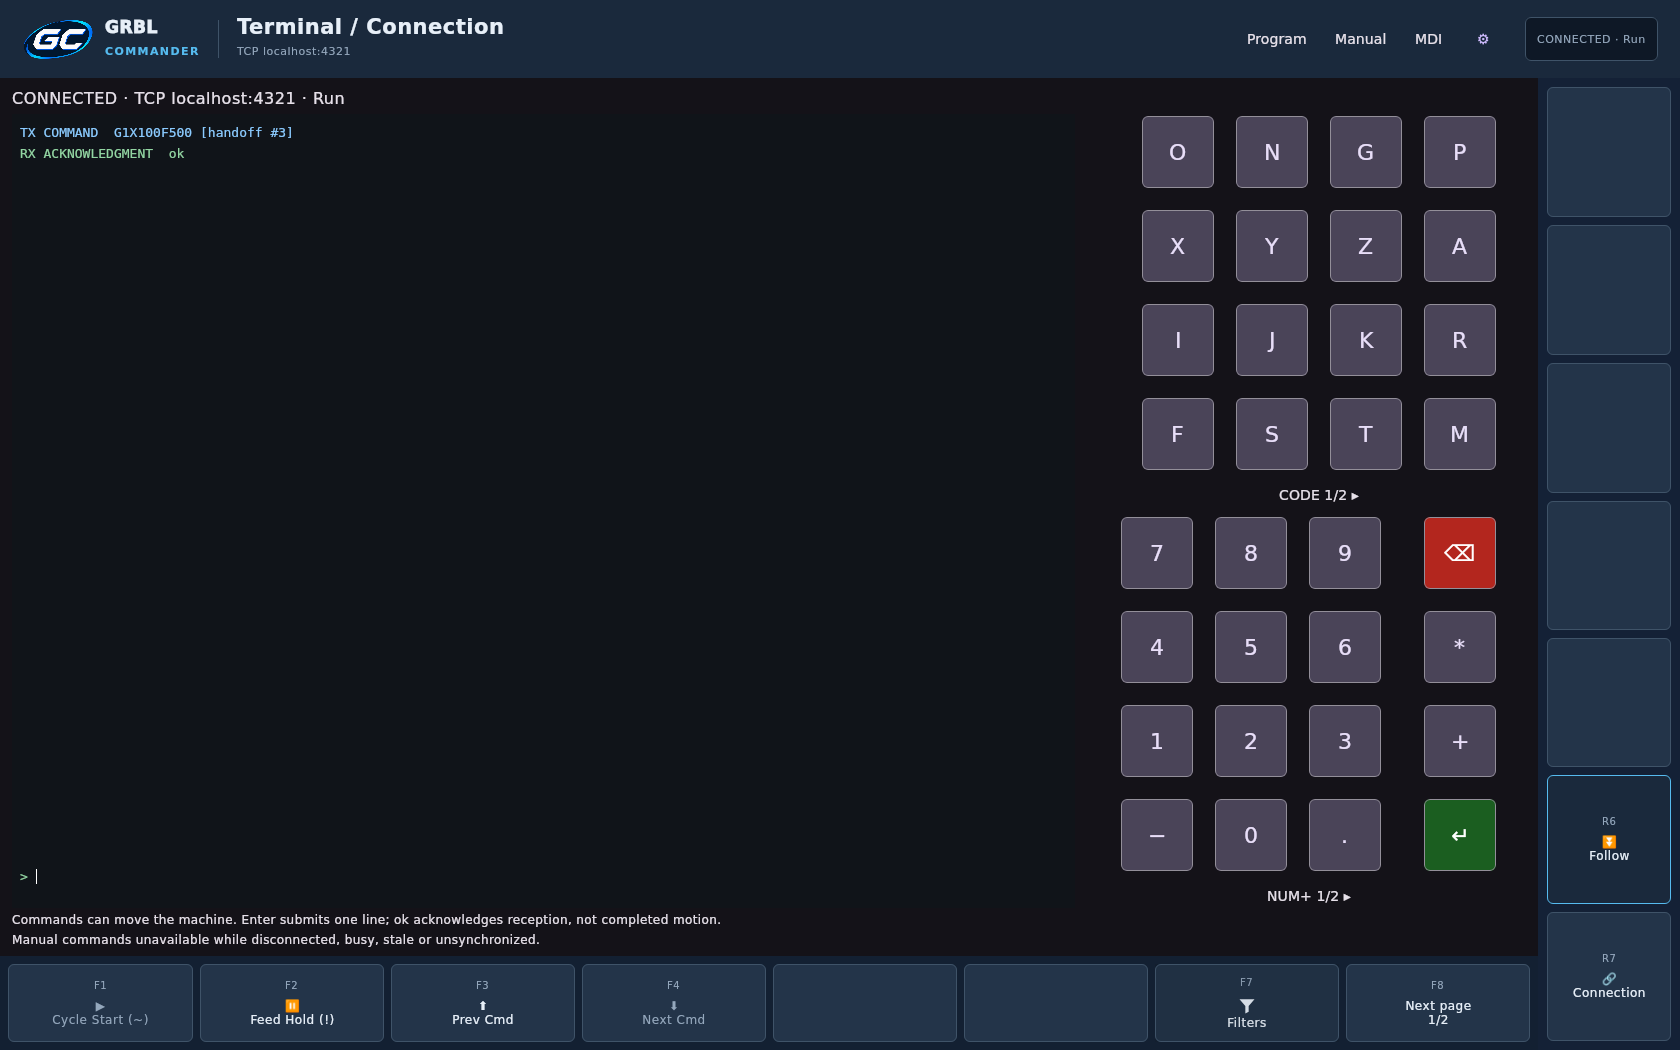 GC
GRBL
COMMANDER
Terminal / Connection
TCP localhost:4321
Program
Manual
MDI
⚙
CONNECTED · Run
CONNECTED · TCP localhost:4321 · Run
TX COMMAND  G1X100F500 [handoff #3]
RX ACKNOWLEDGMENT  ok
>
O N G P
X Y Z A
I J K R
F S T M
CODE 1/2 ▸
7 8 9 ⌫
4 5 6 *
1 2 3 +
− 0 . ↵
NUM+ 1/2 ▸
Commands can move the machine. Enter submits one line; ok acknowledges reception, not completed motion.
Manual commands unavailable while disconnected, busy, stale or unsynchronized.
R6
⏬
Follow
R7
🔗
Connection
F1
▶
Cycle Start (~)
F2
⏸
Feed Hold (!)
F3
⬆
Prev Cmd
F4
⬇
Next Cmd
F7
Filters
F8
Next page
1/2